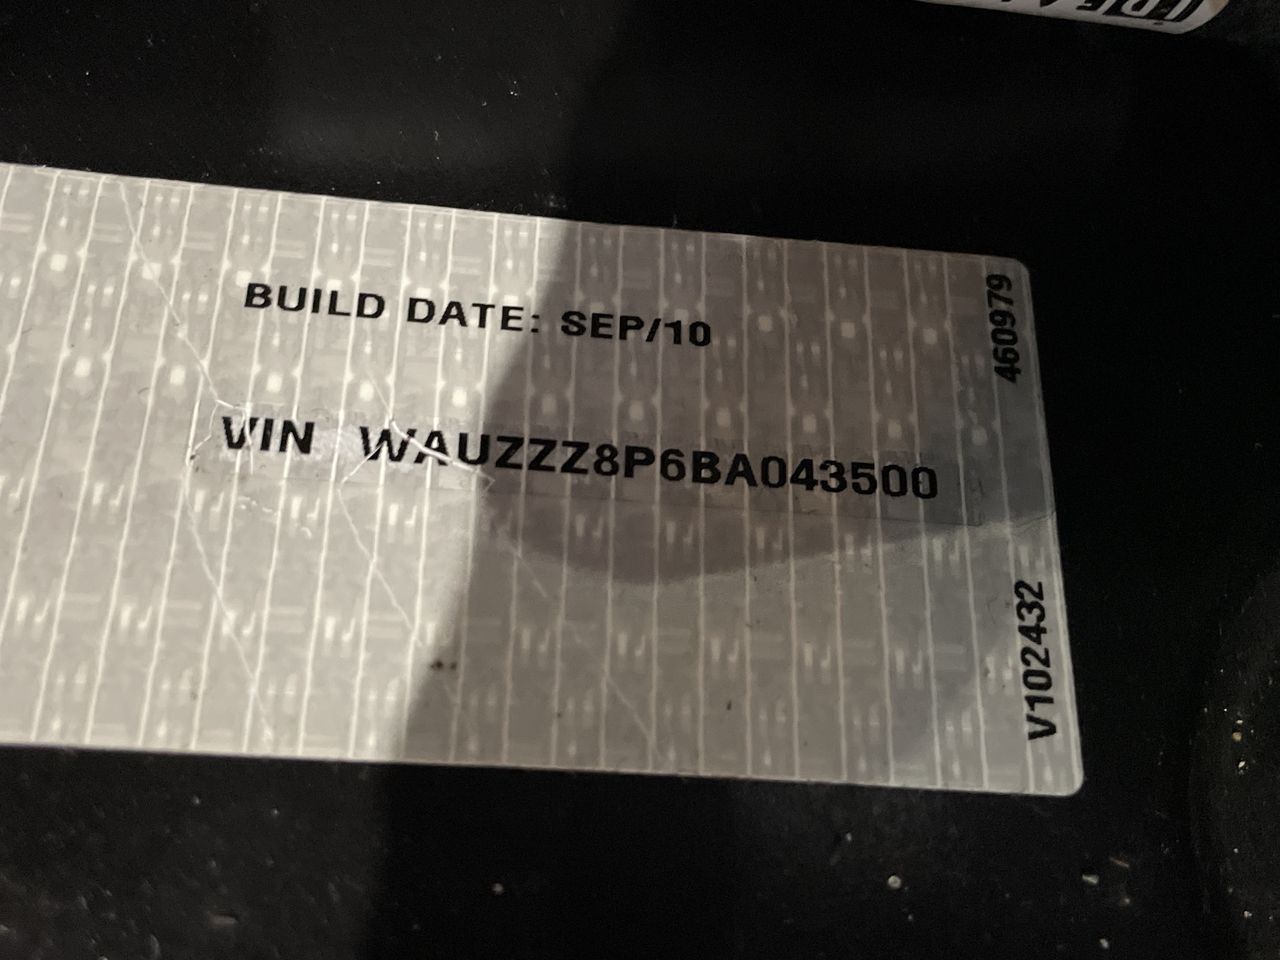 BUILD DATE: SEP/10
VIN WAUZZZ8P6BA043500
460979
V102432